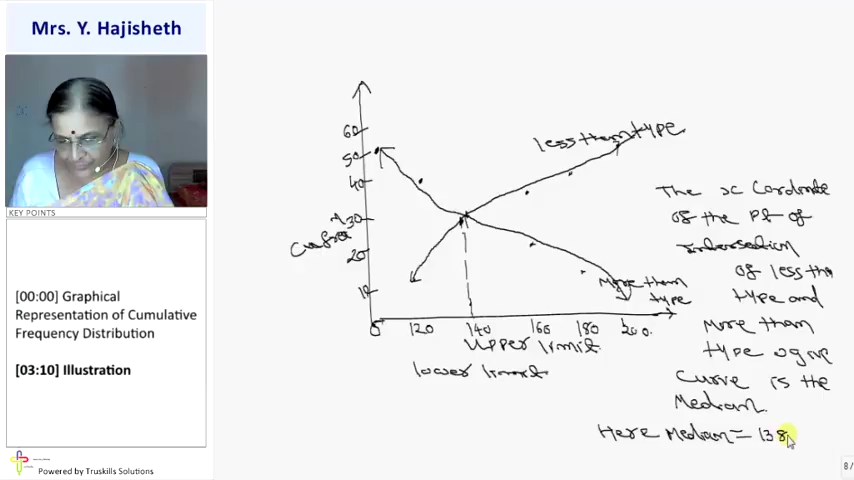 Mrs. Y. Hajisheth
KEY POINTS
[00:00] Graphical
Representation of Cumulative
Frequency Distribution
[03:10] Illustration
Powered by Truskills Solutions
60
50
40
30
20
10
0 120 140 160 180 200.
Upper limit
lower limit
less than type
More than
type
The x Cordinate
of the Pt of
intersection
of less than
type and
More than
type ogive
Curve is the
Median.
Here Median = 138
8/